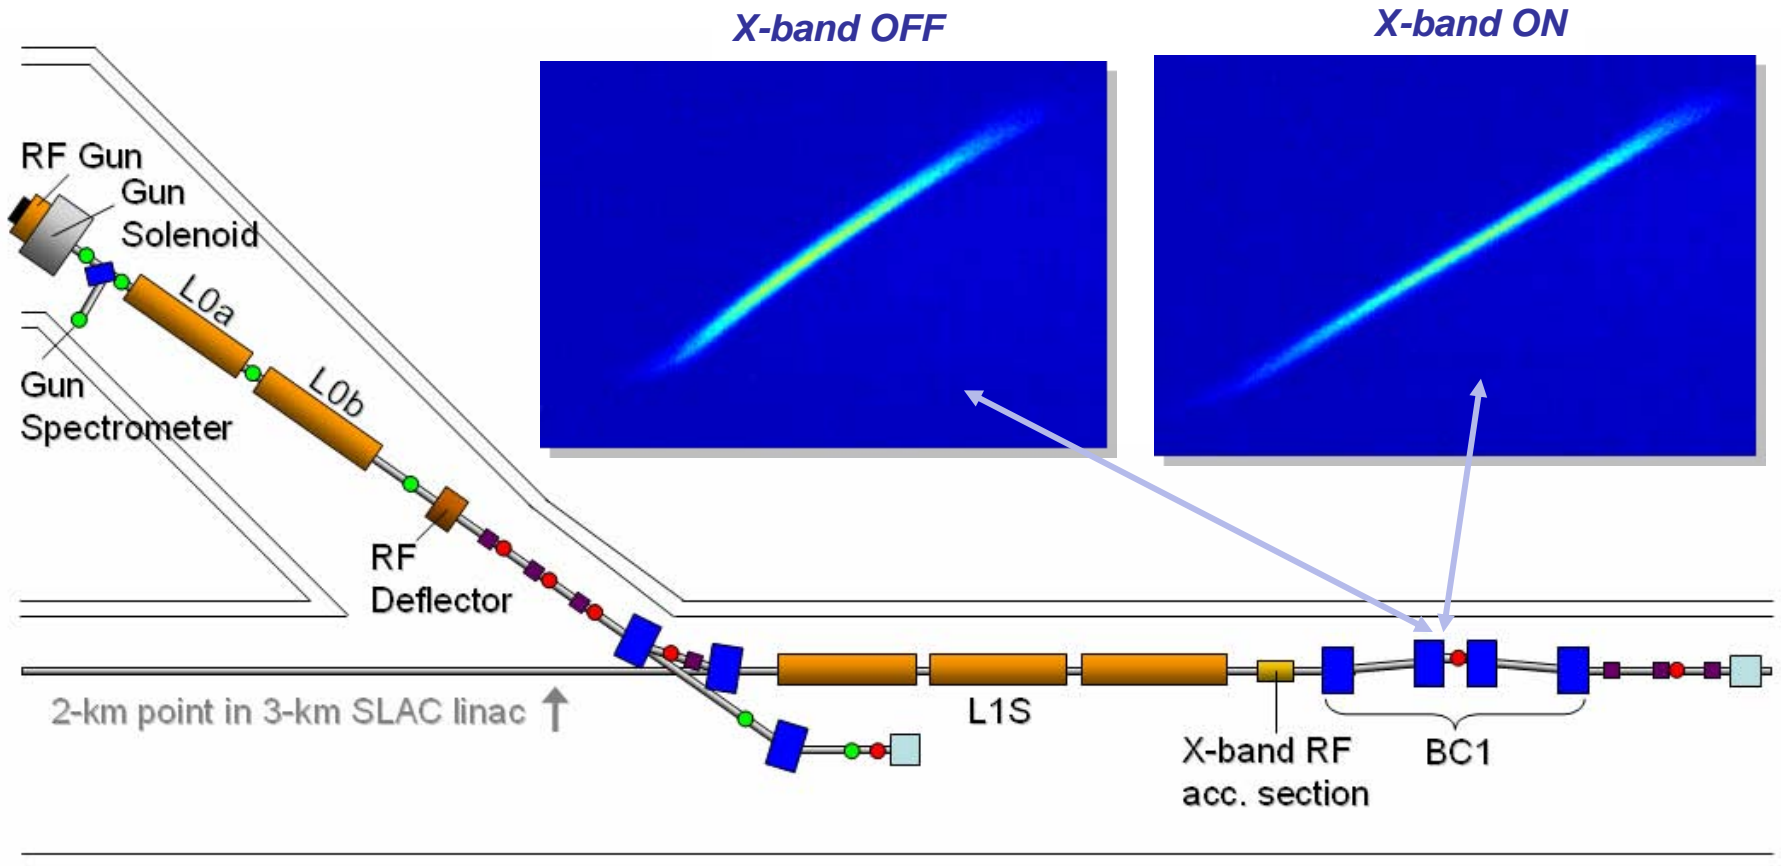 X-band OFF
X-band ON
RF Gun
Gun
Solenoid
L0a
L0b
Gun
Spectrometer
RF
Deflector
2-km point in 3-km SLAC linac
L1S
X-band RF
acc. section
BC1